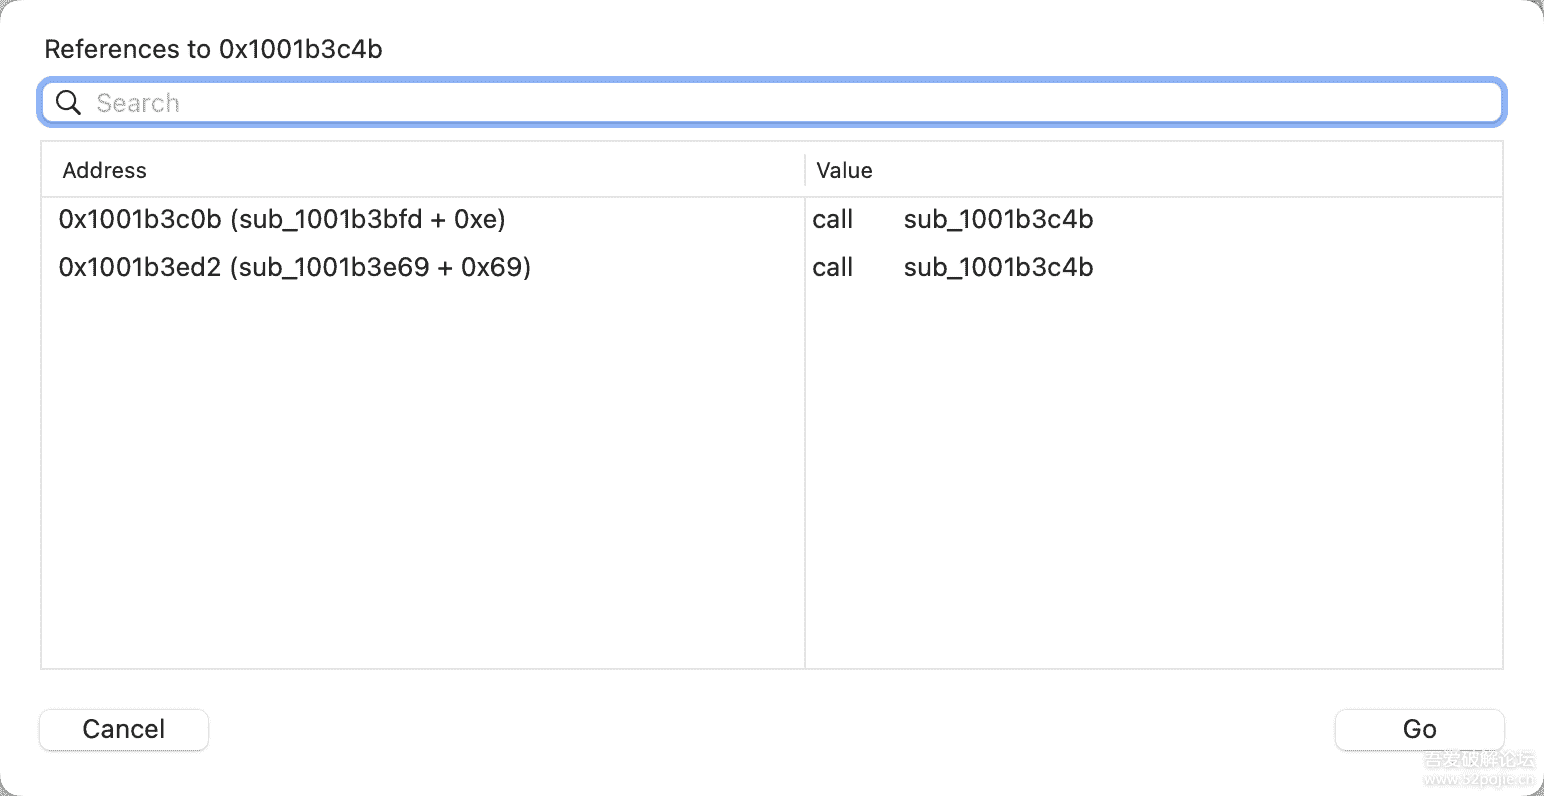 References to 0x1001b3c4b
Search
Address Value
0x1001b3c0b (sub_1001b3bfd + 0xe) call sub_1001b3c4b
0x1001b3ed2 (sub_1001b3e69 + 0x69) call sub_1001b3c4b
Cancel Go
吾爱破解论坛
www.52pojie.cn